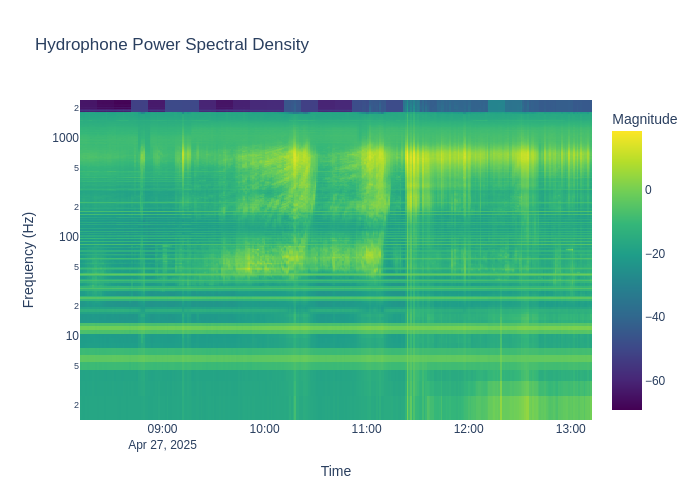 Hydrophone Power Spectral Density
Magnitude
0
−20
−40
−60
2
1000
5
2
100
5
2
10
5
2
Frequency (Hz)
09:00 10:00 11:00 12:00 13:00
Apr 27, 2025
Time